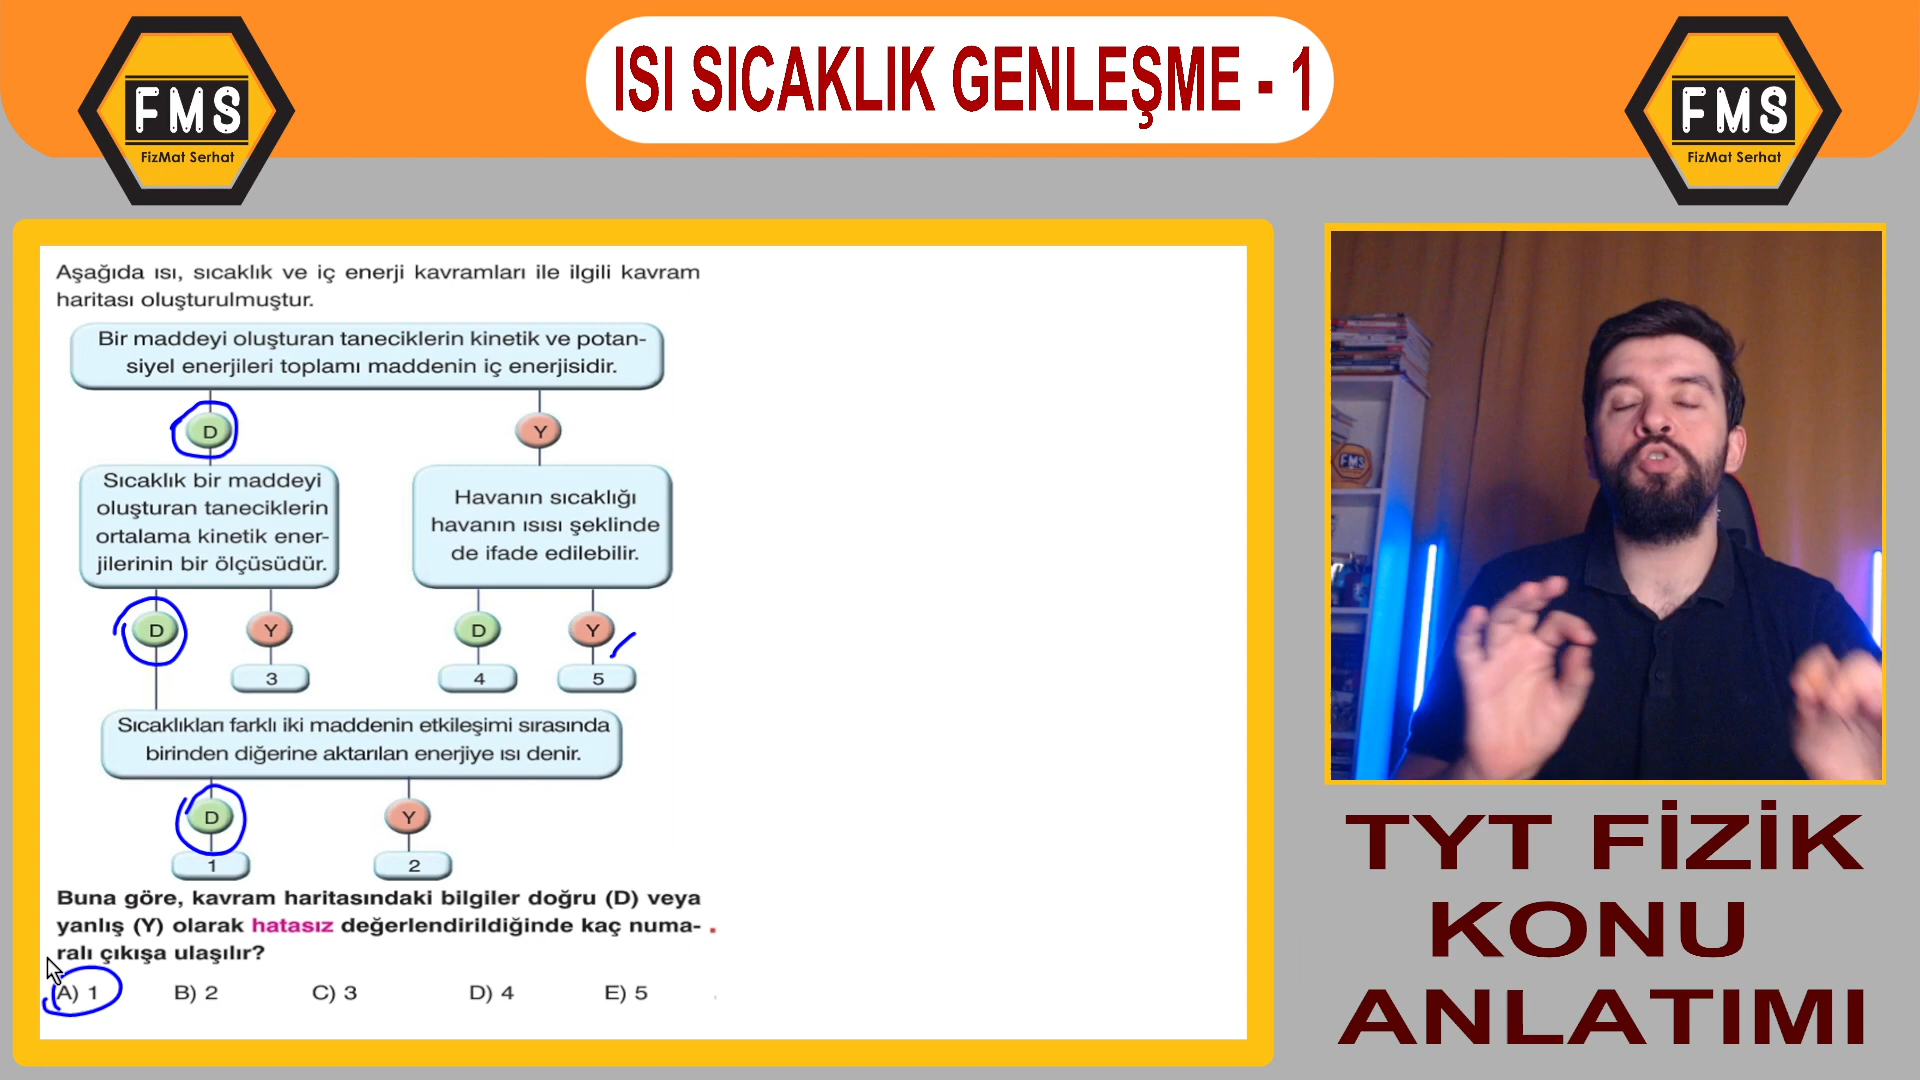 ISI SICAKLIK GENLEŞME - 1
FMS
FizMat Serhat
FMS
FizMat Serhat
Aşağıda ısı, sıcaklık ve iç enerji kavramları ile ilgili kavram
haritası oluşturulmuştur.
Bir maddeyi oluşturan taneciklerin kinetik ve potan-
siyel enerjileri toplamı maddenin iç enerjisidir.
D
Y
Sıcaklık bir maddeyi
oluşturan taneciklerin
ortalama kinetik ener-
jilerinin bir ölçüsüdür.
Havanın sıcaklığı
havanın ısısı şeklinde
de ifade edilebilir.
D
Y
D
Y
3
4
5
Sıcaklıkları farklı iki maddenin etkileşimi sırasında
birinden diğerine aktarılan enerjiye ısı denir.
D
Y
1
2
Buna göre, kavram haritasındaki bilgiler doğru (D) veya
yanlış (Y) olarak hatasız değerlendirildiğinde kaç numa-
ralı çıkışa ulaşılır?
A) 1 B) 2 C) 3 D) 4 E) 5
FMS
TYT FİZİK
KONU
ANLATIMI